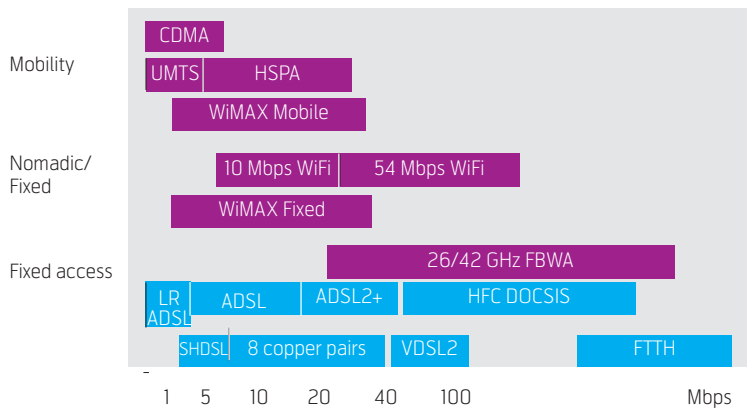 CDMA
Mobility
UMTS HSPA
WiMAX Mobile
Nomadic/
Fixed
10 Mbps WiFi 54 Mbps WiFi
WiMAX Fixed
26/42 GHz FBWA
Fixed access
LR
ADSL
ADSL ADSL2+ HFC DOCSIS
SHDSL 8 copper pairs VDSL2 FTTH
1 5 10 20 40 100 Mbps